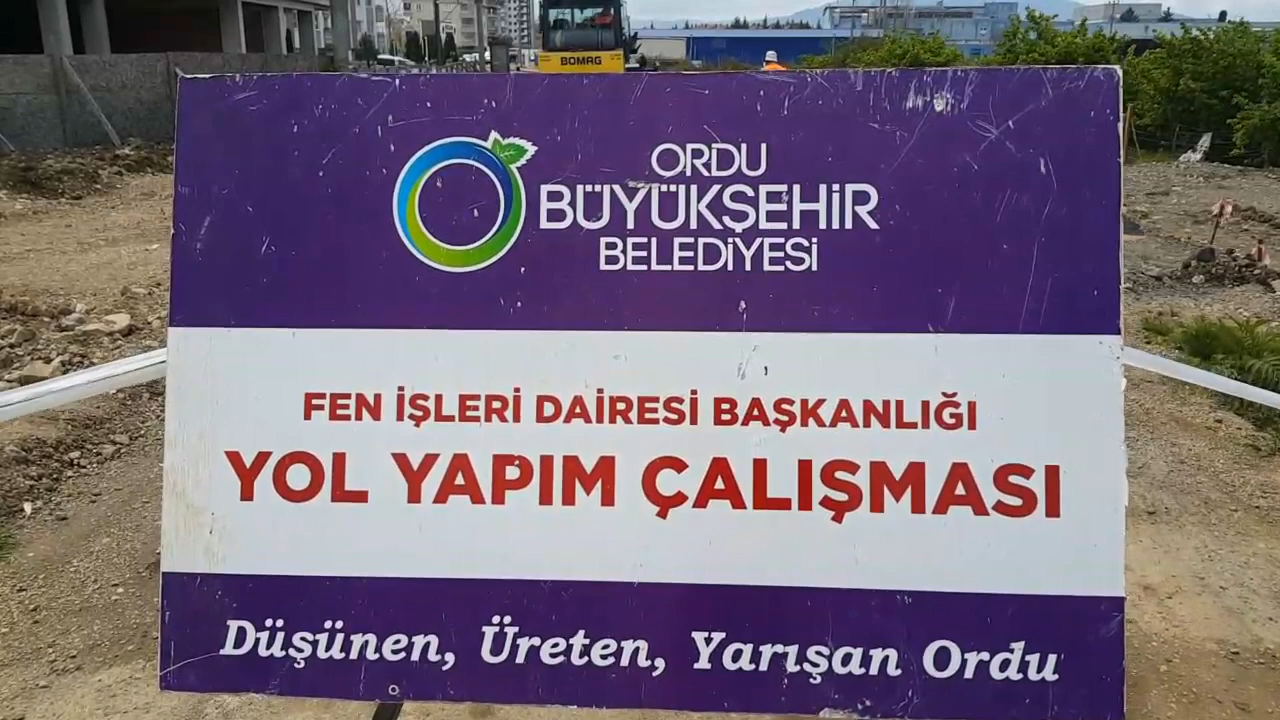 BOMAG
ORDU
BÜYÜKŞEHİR
BELEDİYESİ
FEN İŞLERİ DAİRESİ BAŞKANLIĞI
YOL YAPIM ÇALIŞMASI
Düşünen, Üreten, Yarışan Ordu